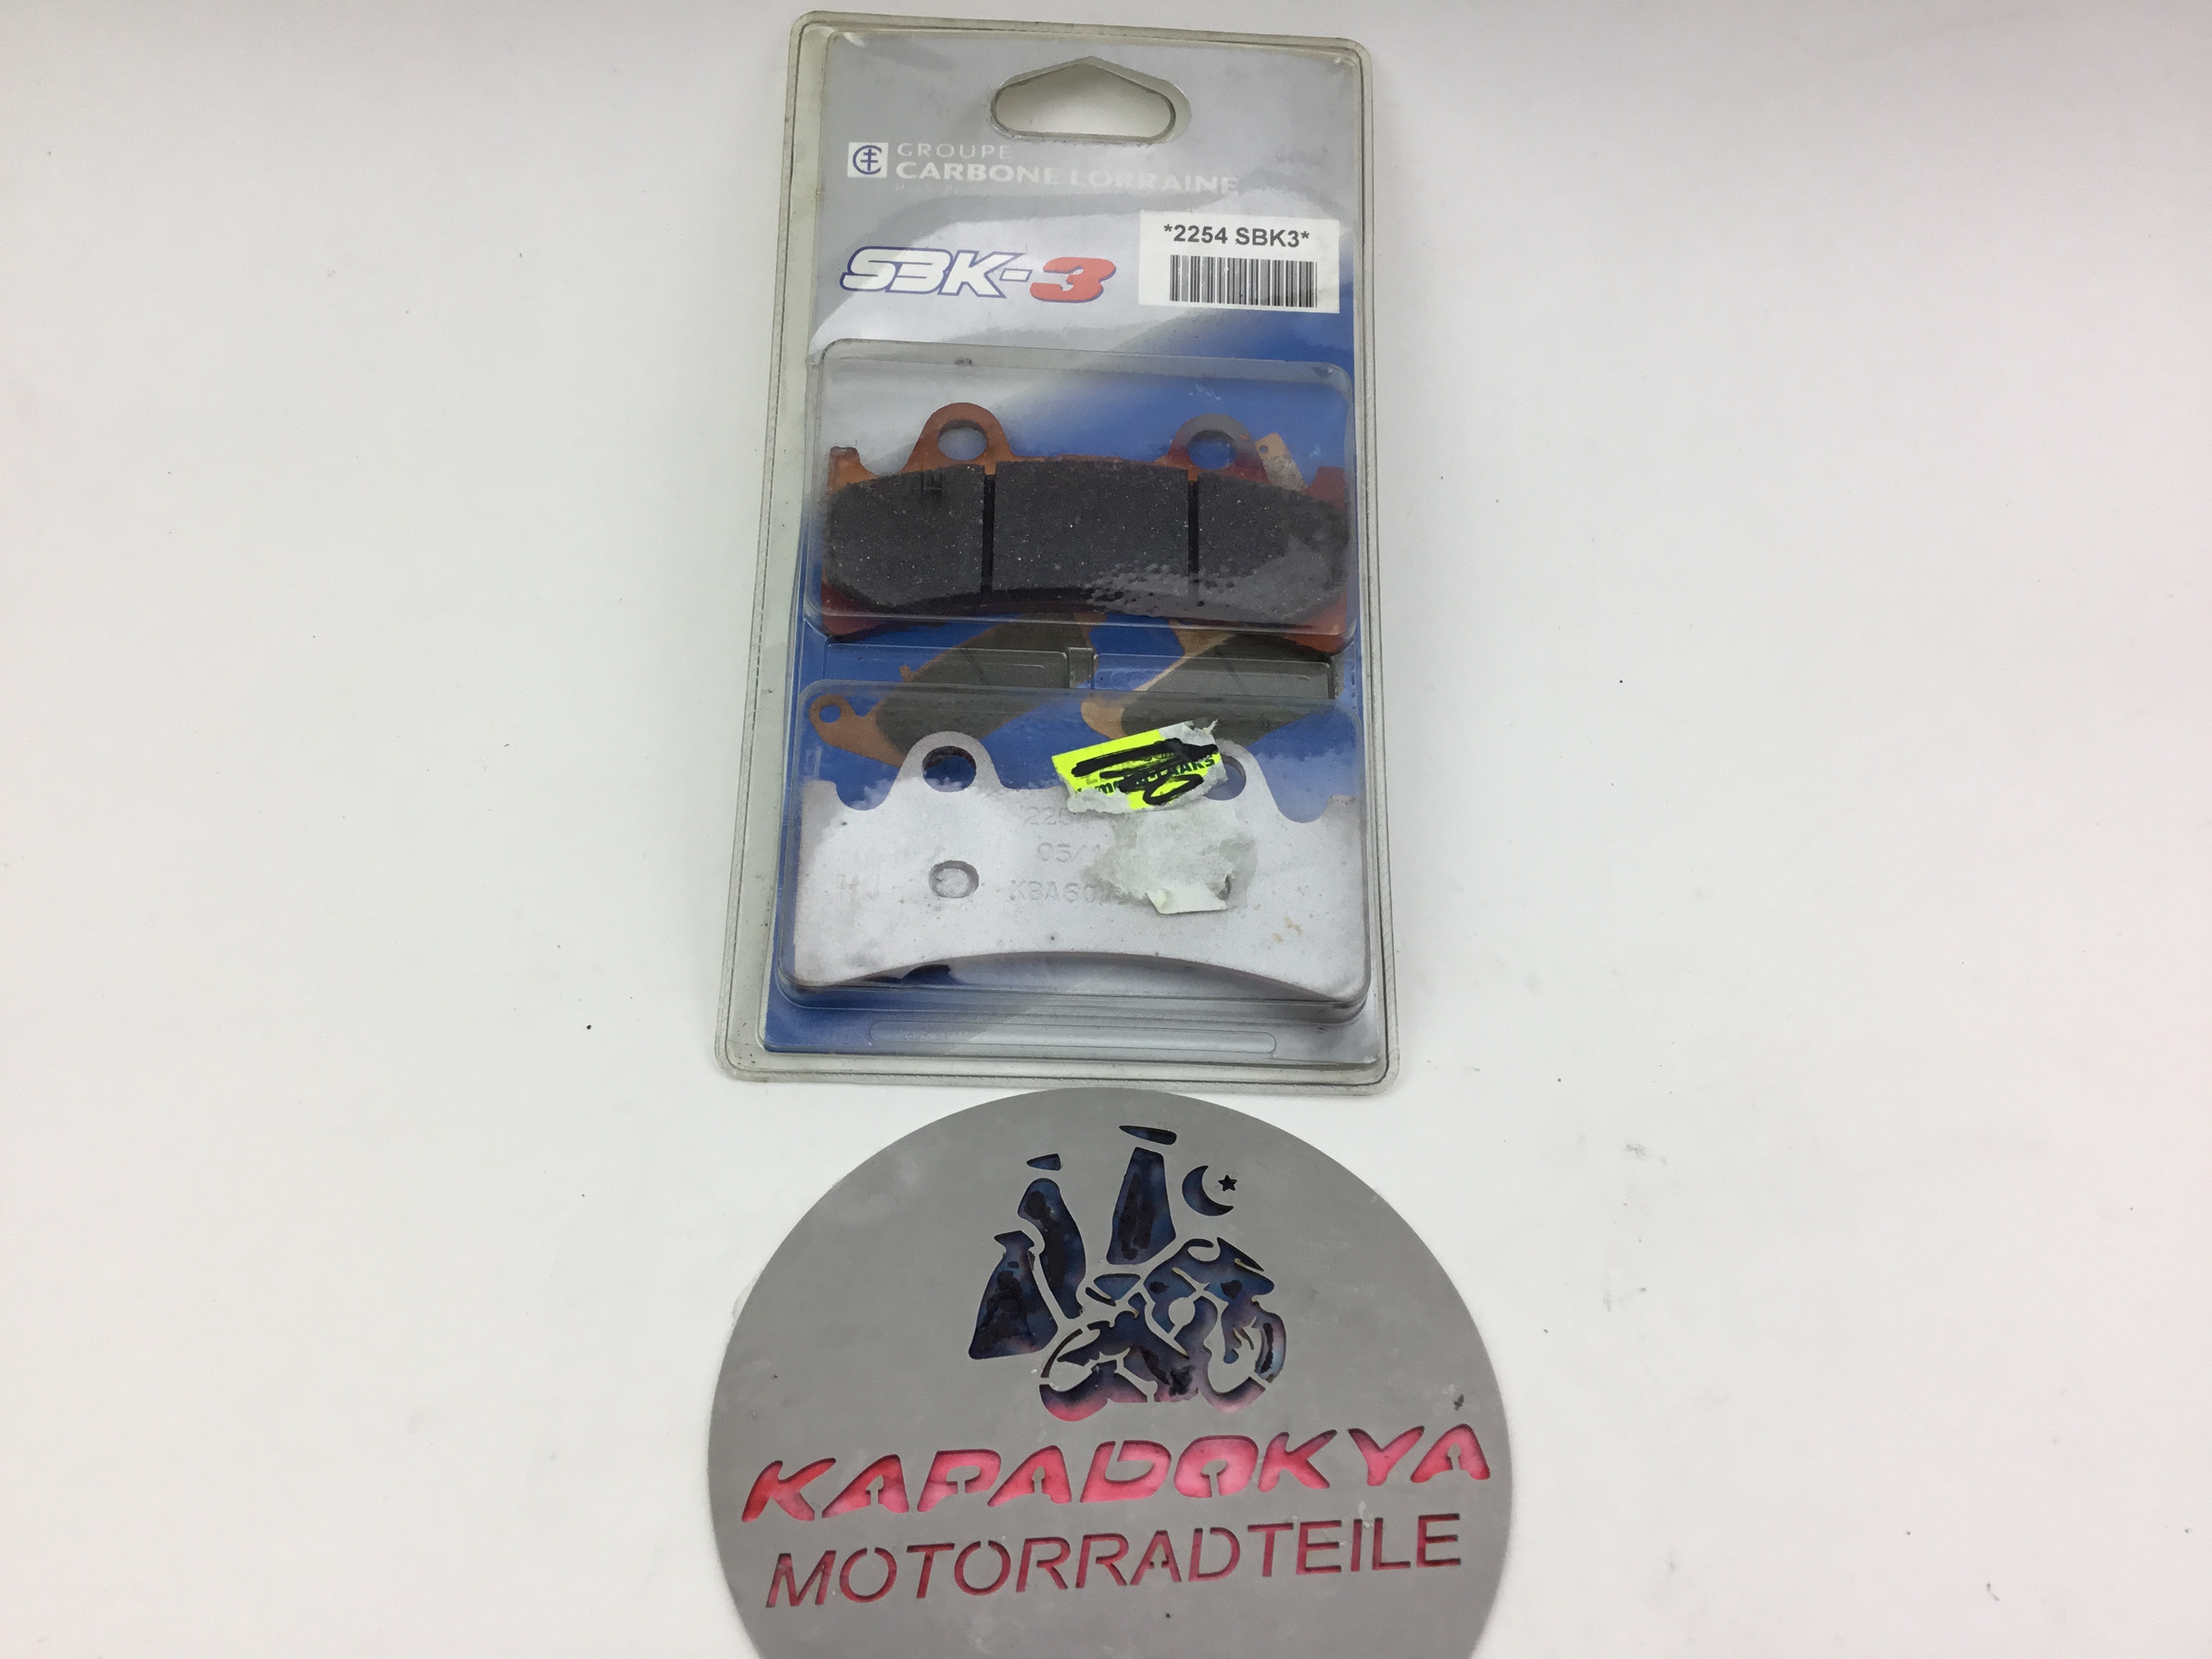 GROUPE
CARBONE LORRAINE
*2254 SBK3*
SBK-3
KAPADOKYA
MOTORRADTEILE